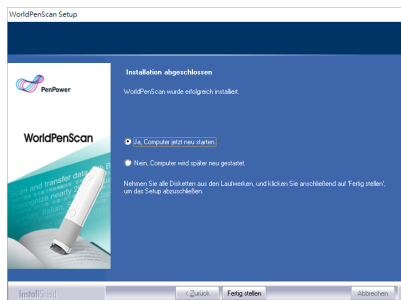 WorldPenScan Setup
Installation abgeschlossen
WorldPenScan wurde erfolgreich installiert.
PenPower
WorldPenScan
Ja, Computer jetzt neu starten.
Nein, Computer wird später neu gestartet.
Nehmen Sie alle Disketten aus den Laufwerken, und klicken Sie anschließend auf 'Fertig stellen',
um das Setup abzuschließen.
InstallShield
< Zurück
Fertig stellen
Abbrechen